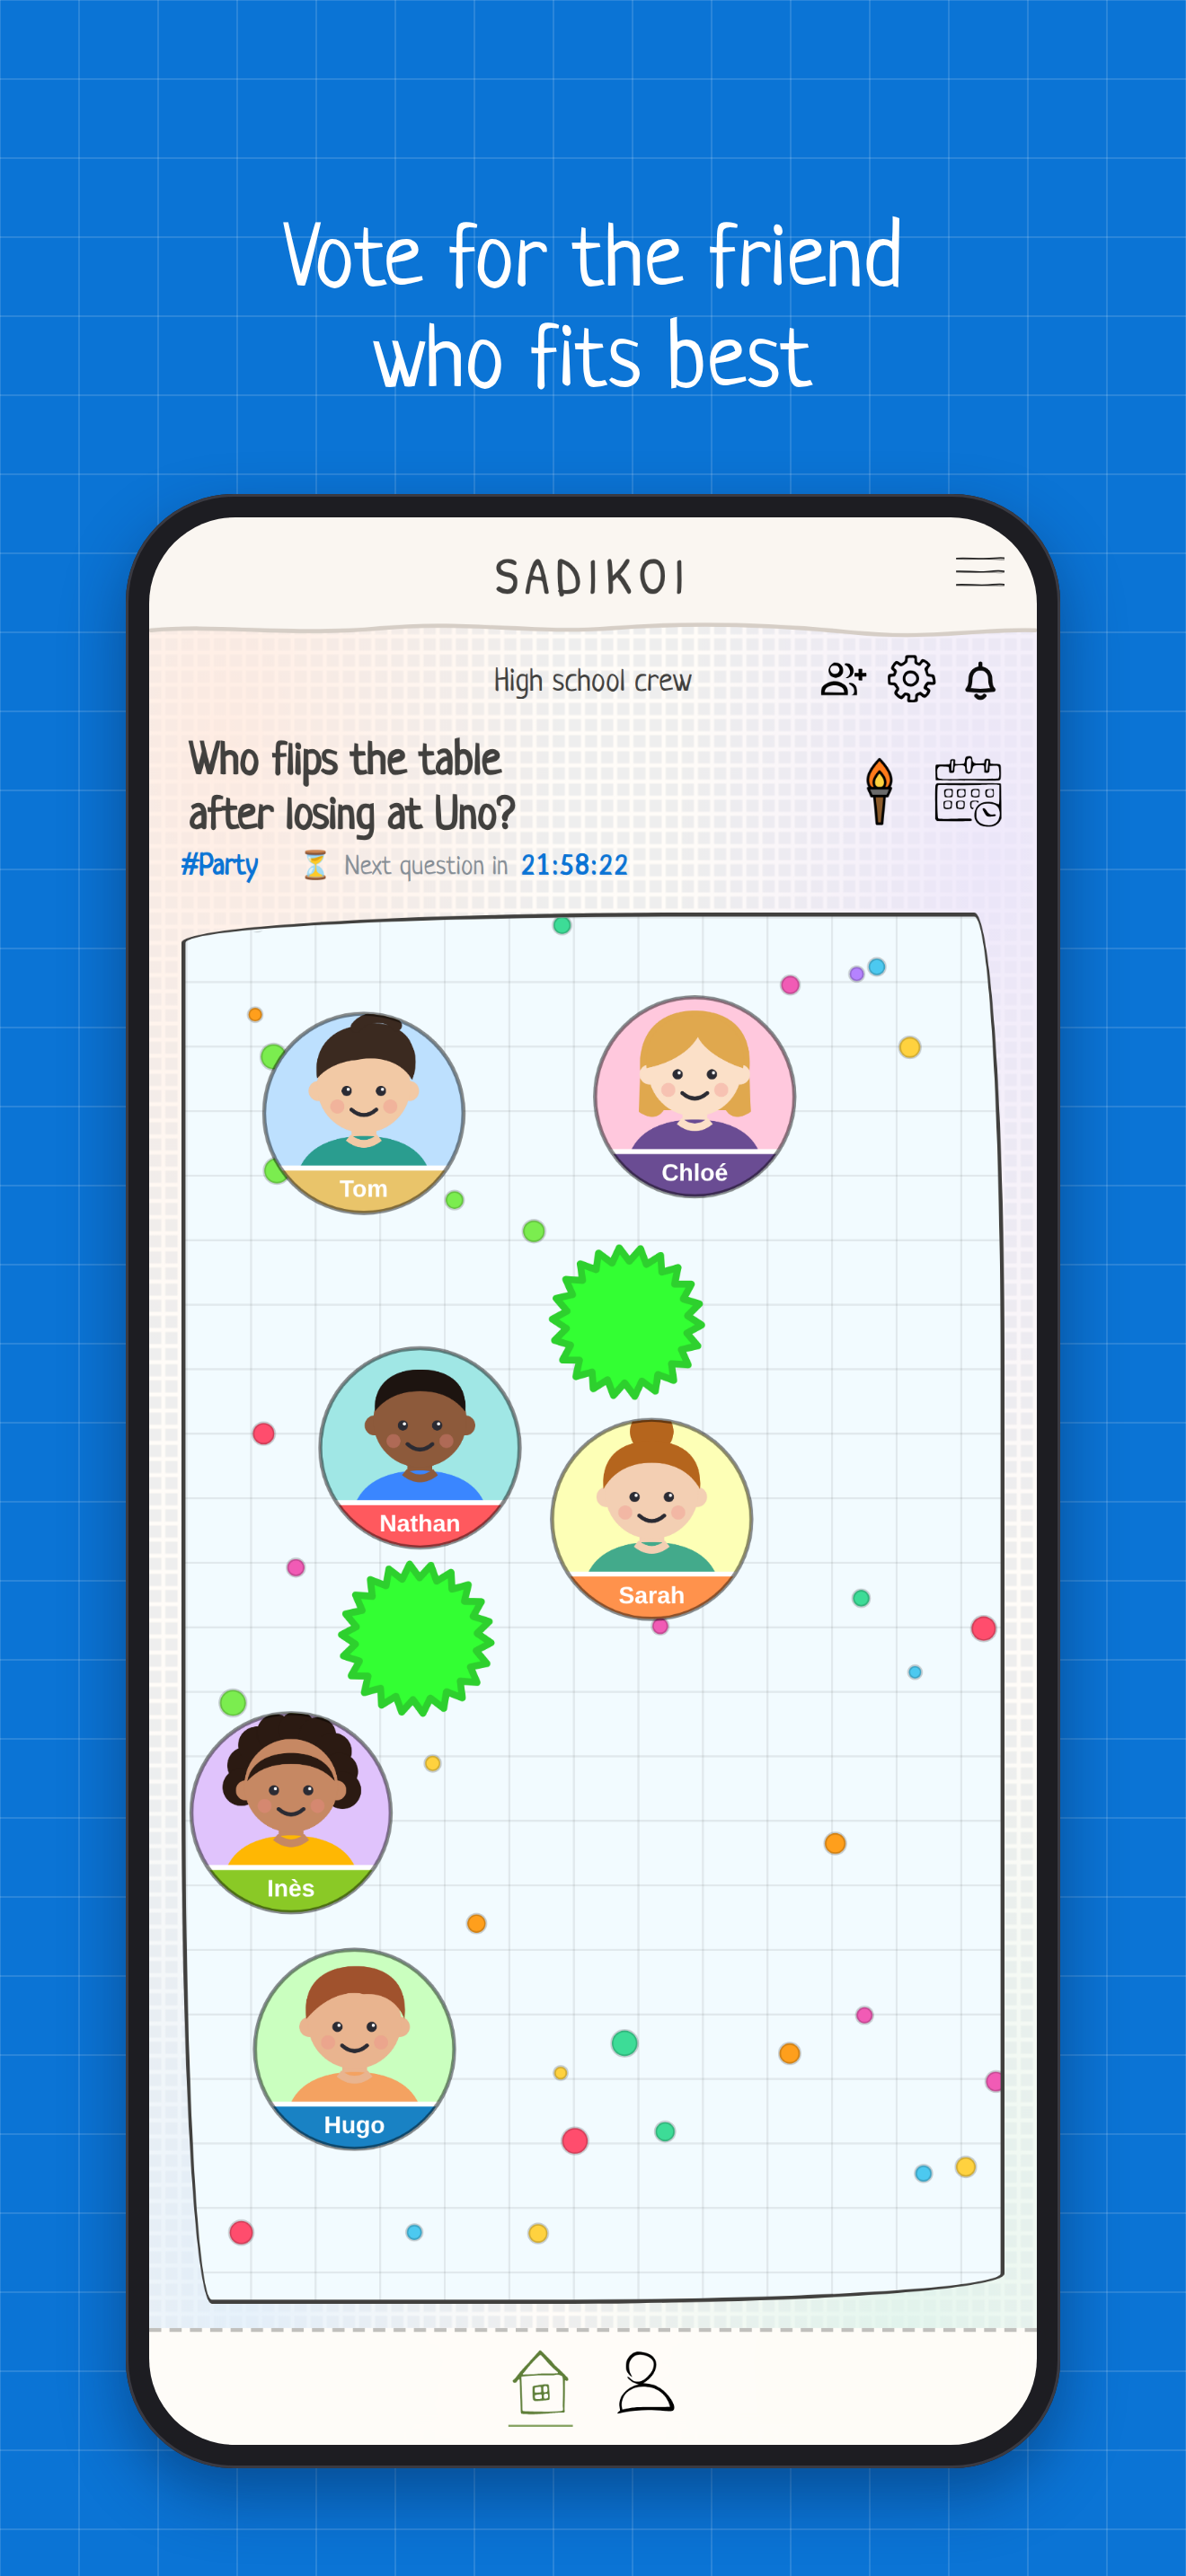 Vote for the friend
who fits best
SADIKOI
High school crew
Who flips the table
after losing at Uno?
#Party ⏳ Next question in 21:58:22
Tom
Chloé
Nathan
Sarah
Inès
Hugo